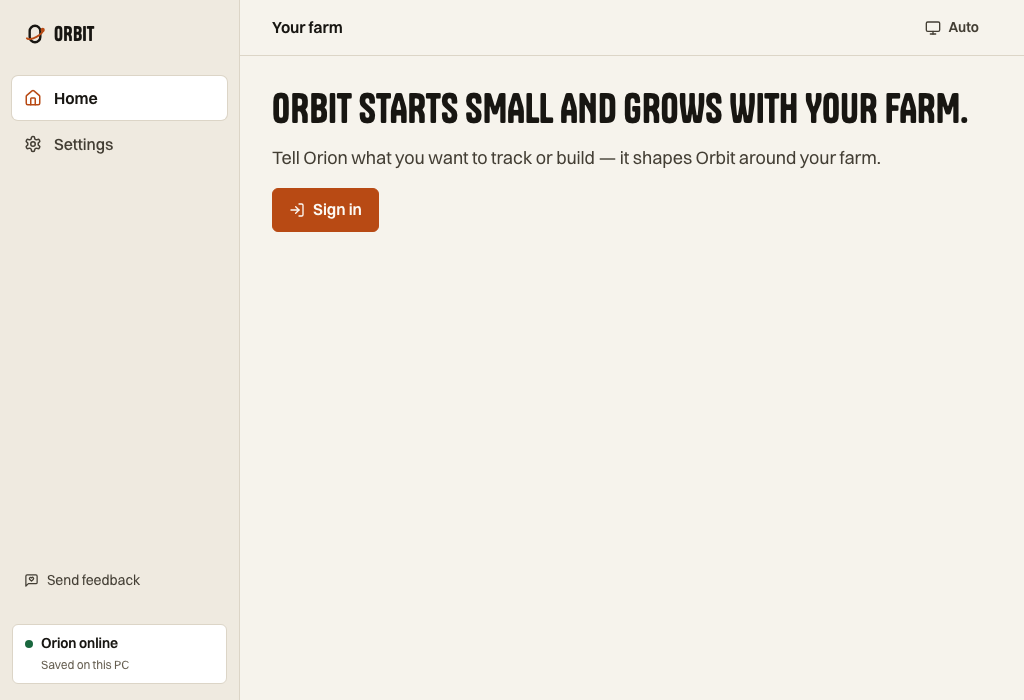 ORBIT
Home
Settings
Send feedback
Orion online
Saved on this PC
Your farm
Auto
ORBIT STARTS SMALL AND GROWS WITH YOUR FARM.
Tell Orion what you want to track or build — it shapes Orbit around your farm.
Sign in